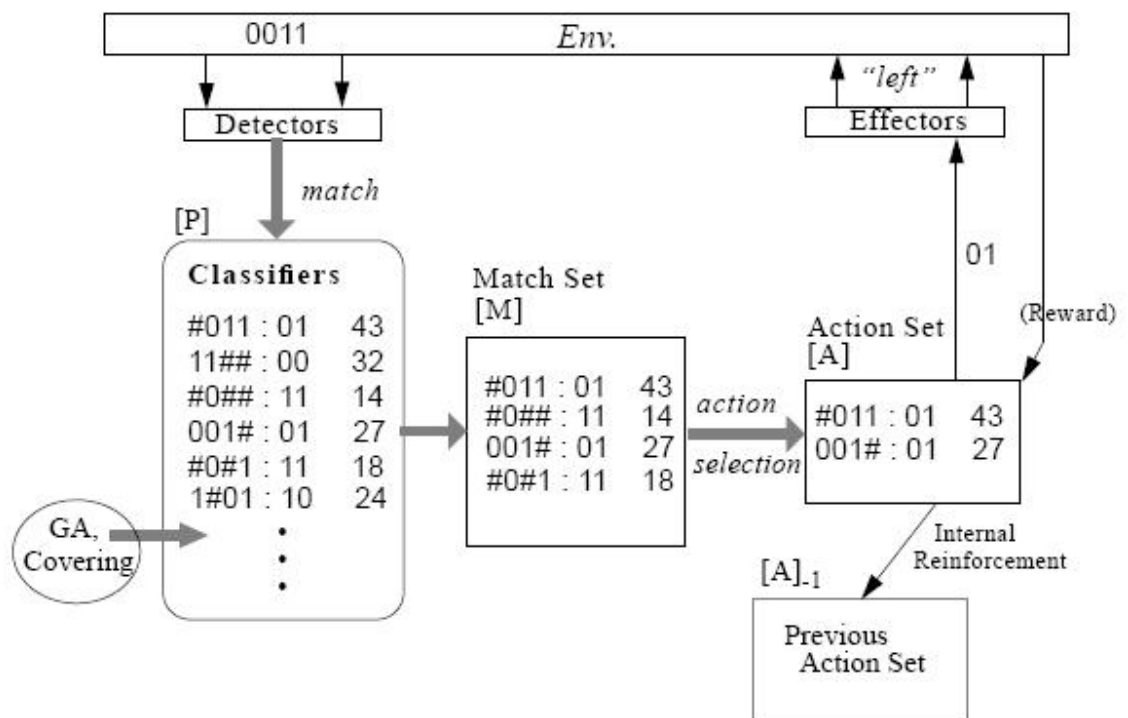 0011 Env.
"left"
Detectors
Effectors
match
[P]
Classifiers
#011 : 01 43
11## : 00 32
#0## : 11 14
001# : 01 27
#0#1 : 11 18
1#01 : 10 24
GA,
Covering
Match Set
[M]
#011 : 01 43
#0## : 11 14
001# : 01 27
#0#1 : 11 18
action
selection
01
(Reward)
Action Set
[A]
#011 : 01 43
001# : 01 27
Internal
Reinforcement
[A]-1
Previous
Action Set